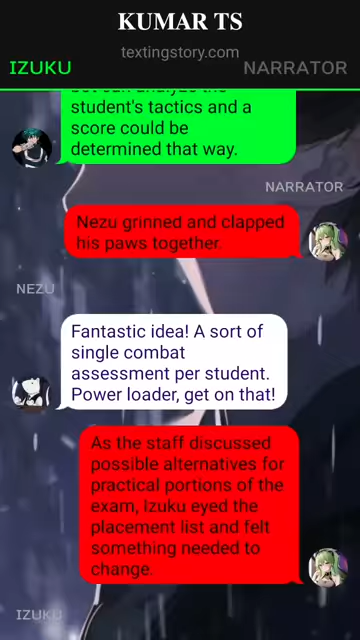 KUMAR TS
textingstory.com
IZUKU
NARRATOR
bot can analyze the
student's tactics and a
score could be
determined that way.
NARRATOR
Nezu grinned and clapped
his paws together.
NEZU
Fantastic idea! A sort of
single combat
assessment per student.
Power loader, get on that!
As the staff discussed
possible alternatives for
practical portions of the
exam, Izuku eyed the
placement list and felt
something needed to
change.
IZUKU